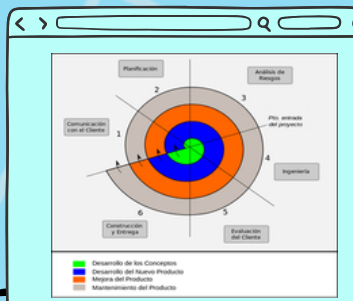 Planificación
Análisis de
Riesgos
2
3
Pto. entrada
del proyecto
Comunicación
con el Cliente
1
4
Ingeniería
6
5
Construcción
y Entrega
Evaluación
del Cliente
Desarrollo de los Conceptos
Desarrollo del Nuevo Producto
Mejora del Producto
Mantenimiento del Producto